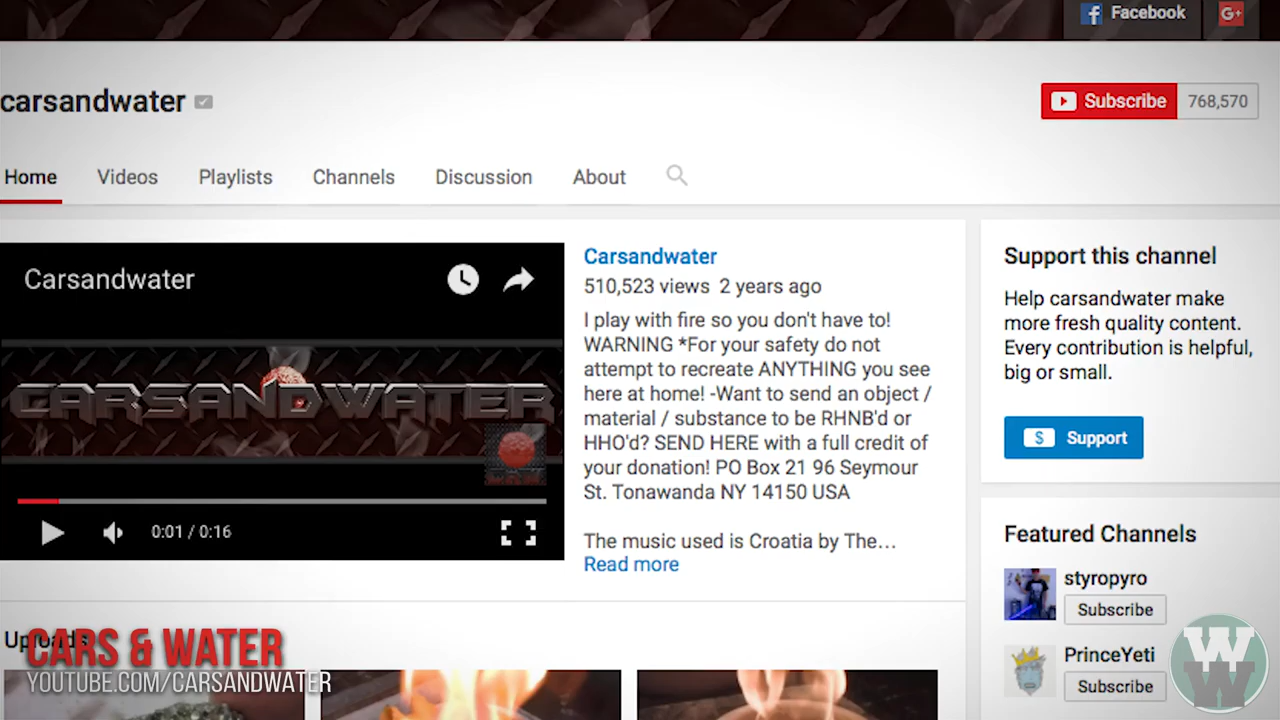 Facebook
G+
carsandwater
Subscribe 768,570
Home Videos Playlists Channels Discussion About
Carsandwater
CARSANDWATER
0:01 / 0:16
Carsandwater
510,523 views 2 years ago
I play with fire so you don't have to!
WARNING *For your safety do not
attempt to recreate ANYTHING you see
here at home! -Want to send an object /
material / substance to be RHNB'd or
HHO'd? SEND HERE with a full credit of
your donation! PO Box 21 96 Seymour
St. Tonawanda NY 14150 USA
The music used is Croatia by The…
Read more
Support this channel
Help carsandwater make
more fresh quality content.
Every contribution is helpful,
big or small.
$ Support
Featured Channels
styropyro
Subscribe
PrinceYeti
Subscribe
Uploads
CARS & WATER
YOUTUBE.COM/CARSANDWATER
W
W